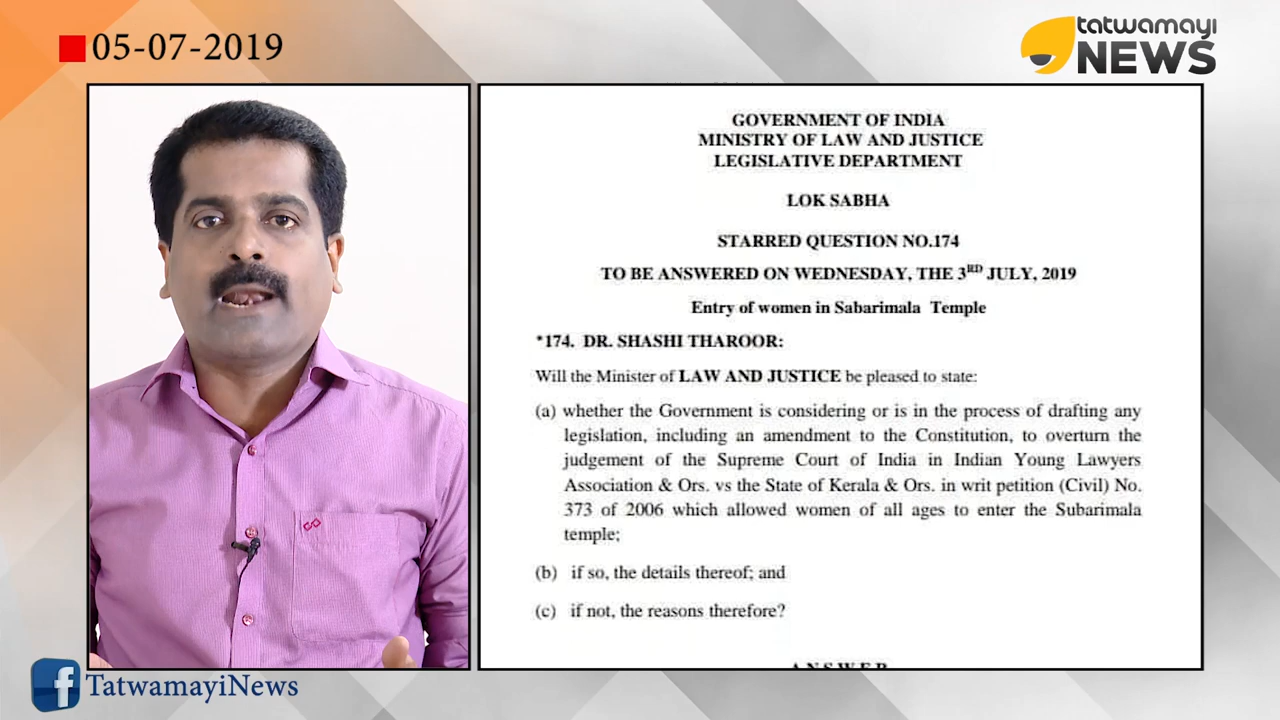 05-07-2019
tatwamayi
NEWS
GOVERNMENT OF INDIA
MINISTRY OF LAW AND JUSTICE
LEGISLATIVE DEPARTMENT
LOK SABHA
STARRED QUESTION NO.174
TO BE ANSWERED ON WEDNESDAY, THE 3RD JULY, 2019
Entry of women in Sabarimala Temple
*174. DR. SHASHI THAROOR:
Will the Minister of LAW AND JUSTICE be pleased to state:
(a) whether the Government is considering or is in the process of drafting any
legislation, including an amendment to the Constitution, to overturn the
judgement of the Supreme Court of India in Indian Young Lawyers
Association & Ors. vs the State of Kerala & Ors. in writ petition (Civil) No.
373 of 2006 which allowed women of all ages to enter the Subarimala
temple;
(b) if so, the details thereof; and
(c) if not, the reasons therefore?
ANSWER
f TatwamayiNews